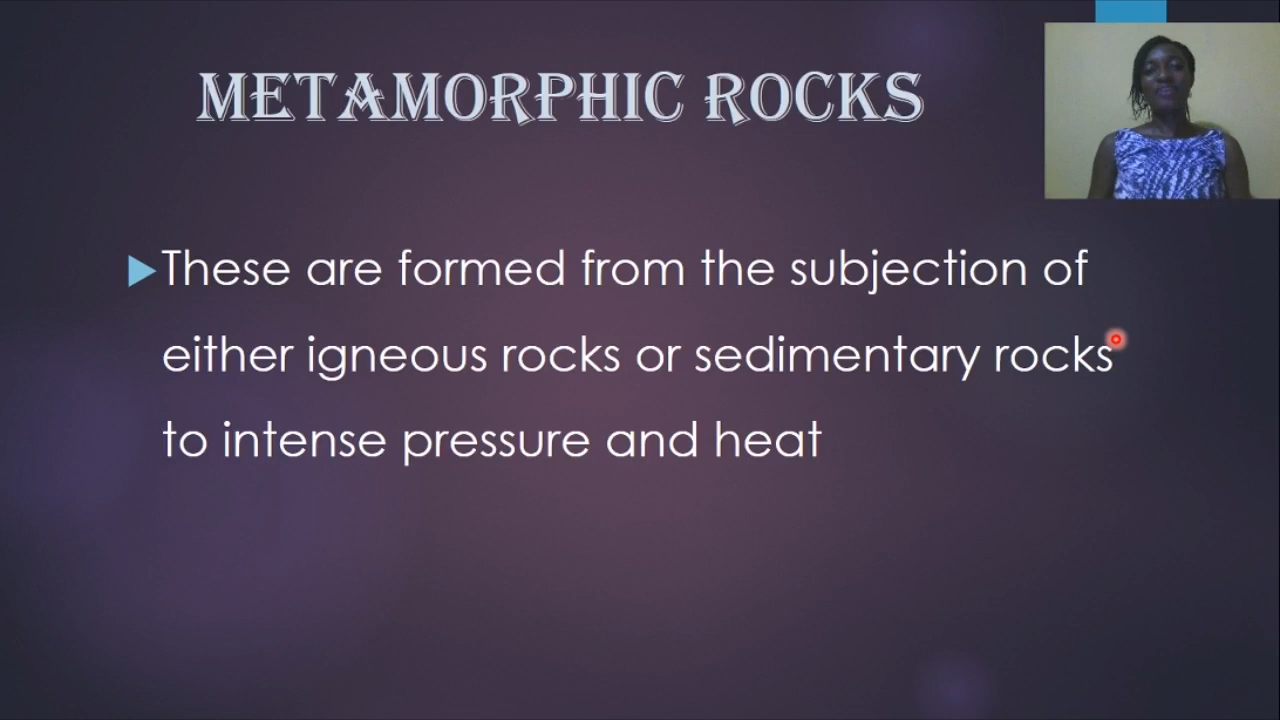 METAMORPHIC ROCKS
These are formed from the subjection of
either igneous rocks or sedimentary rocks
to intense pressure and heat